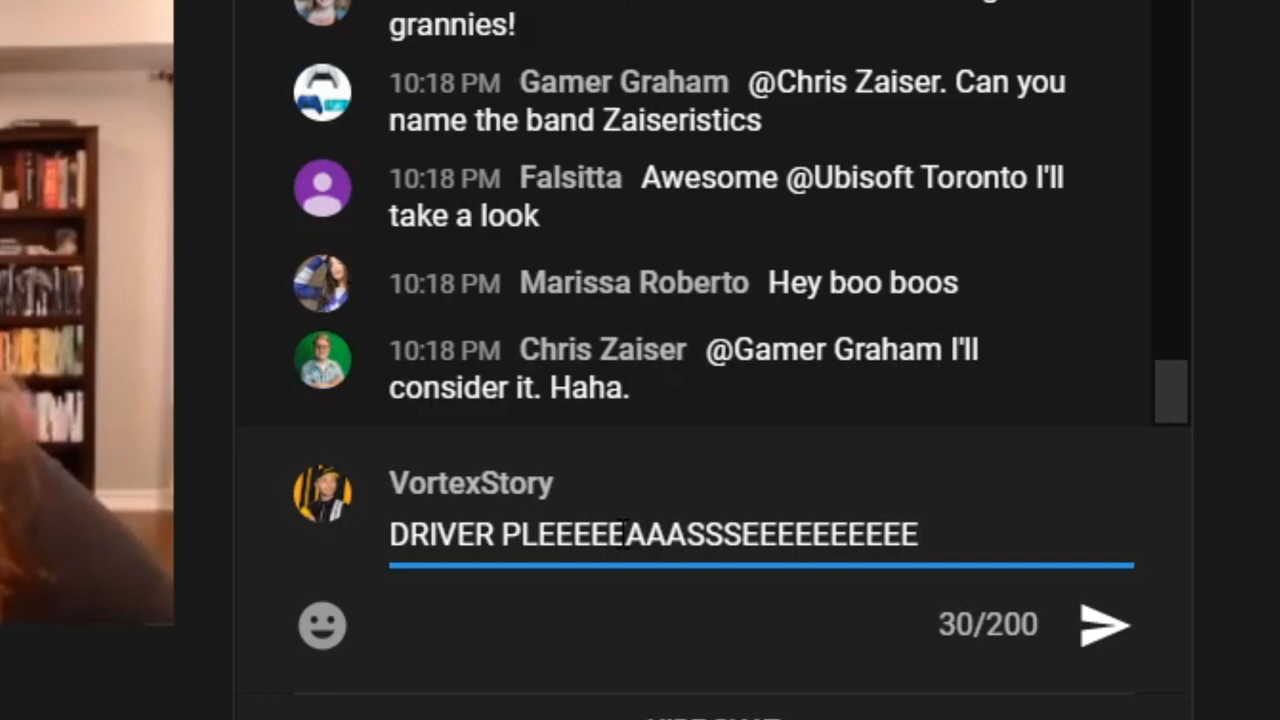 grannies!
10:18 PM Gamer Graham @Chris Zaiser. Can you
name the band Zaiseristics
10:18 PM Falsitta Awesome @Ubisoft Toronto I'll
take a look
10:18 PM Marissa Roberto Hey boo boos
10:18 PM Chris Zaiser @Gamer Graham I'll
consider it. Haha.
VortexStory
DRIVER PLEEEEEAAASSSEEEEEEEEEE
30/200